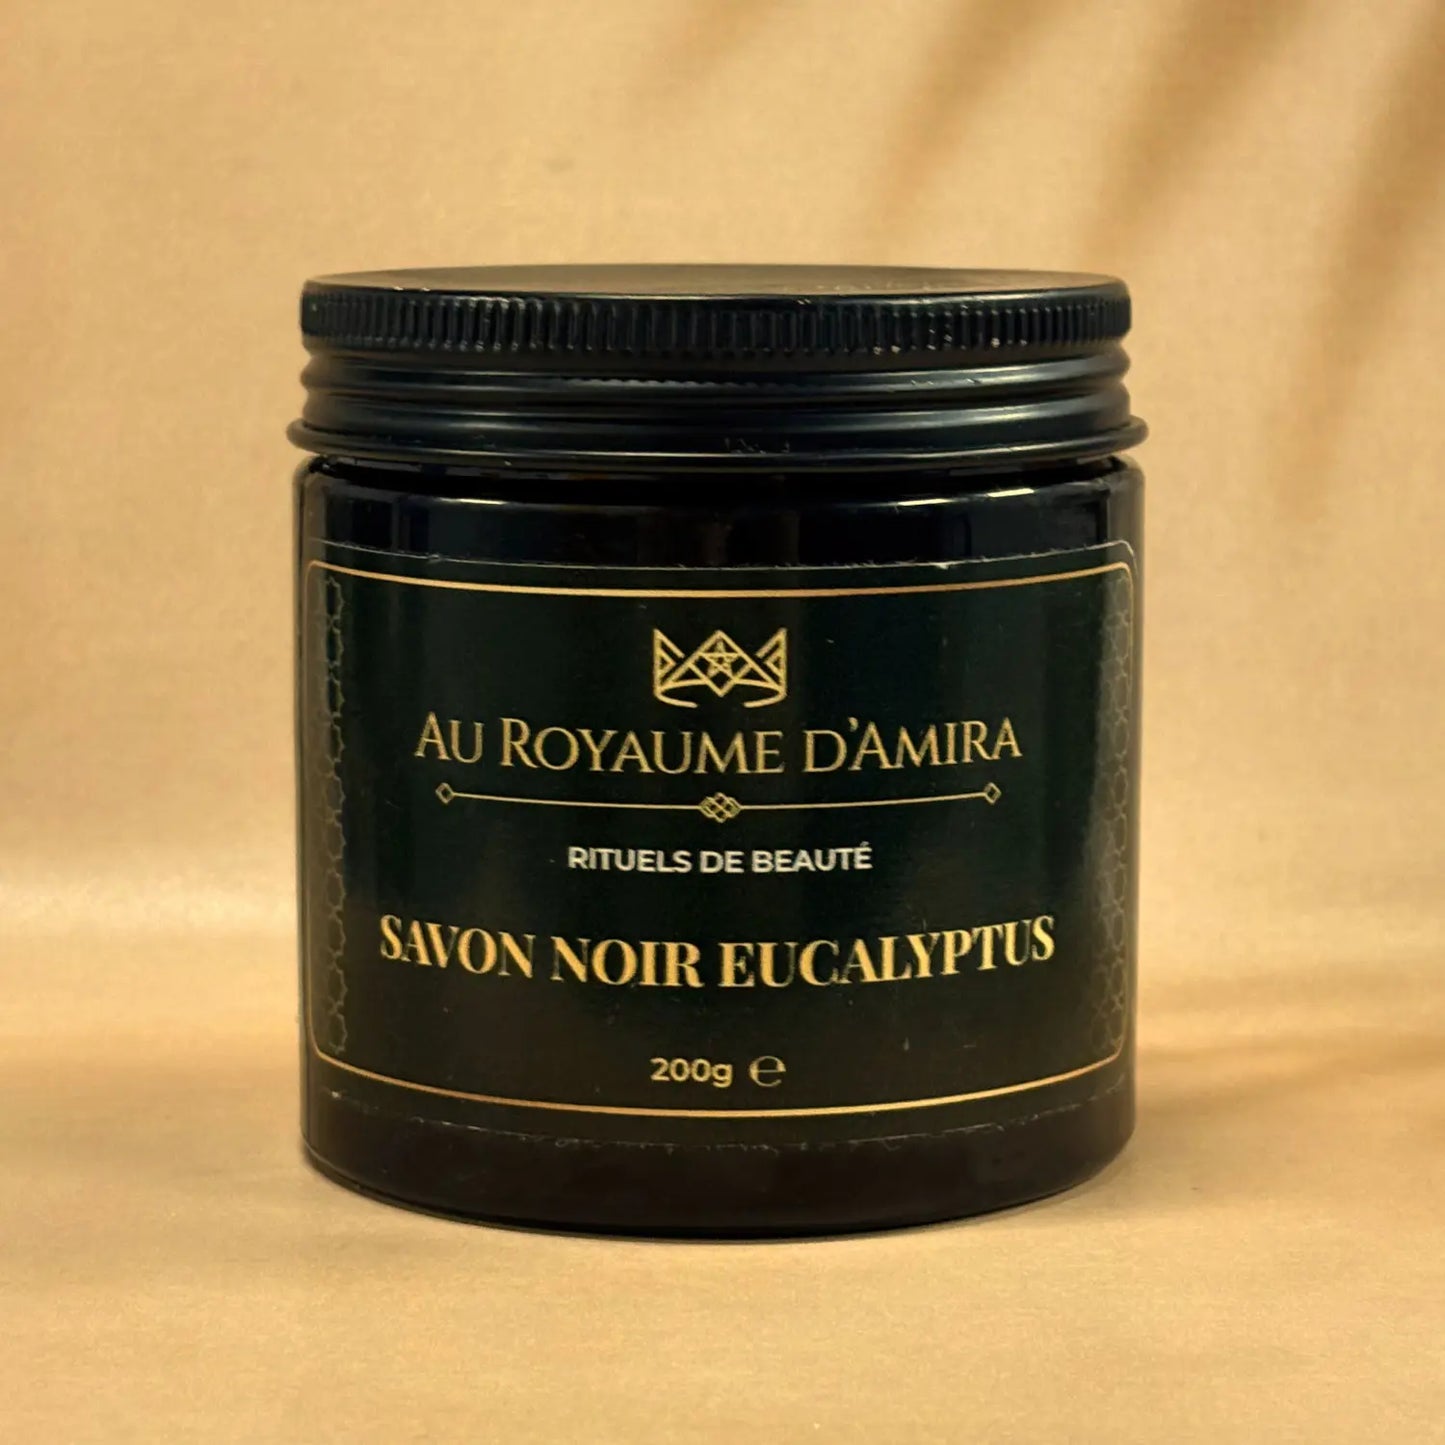 AU ROYAUME D'AMIRA
RITUELS DE BEAUTÉ
SAVON NOIR EUCALYPTUS
200g ℮